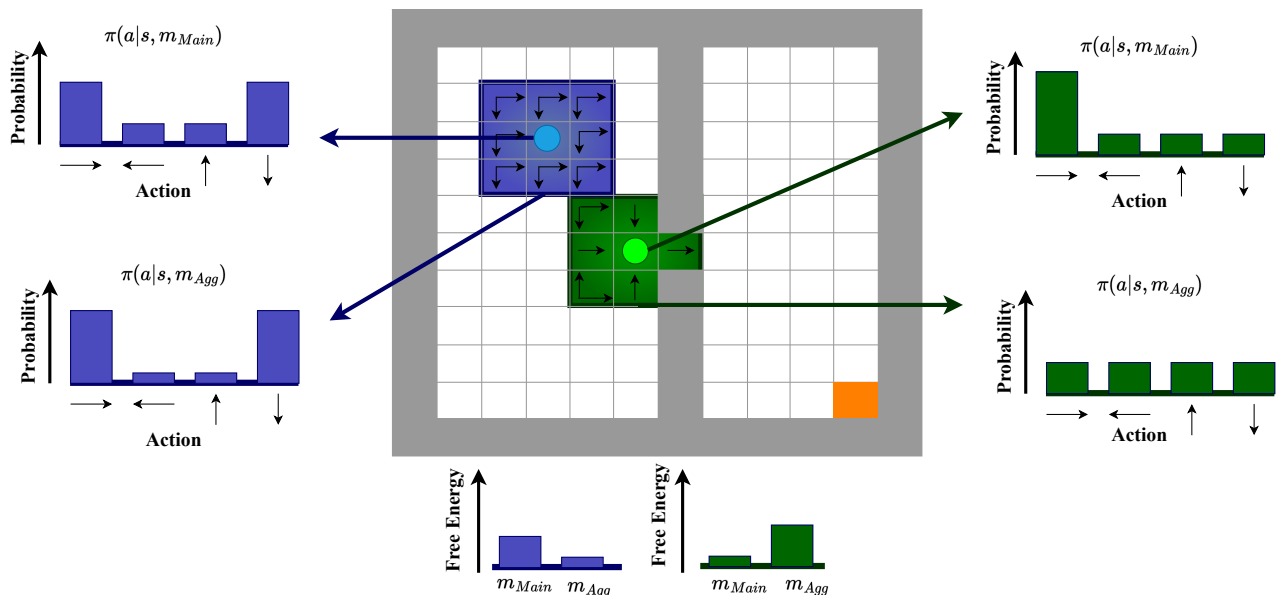 π(a|s, m_Main)
Probability
Action
π(a|s, m_Agg)
Probability
Action
π(a|s, m_Main)
Probability
Action
π(a|s, m_Agg)
Probability
Action
Free Energy
m_Main m_Agg
Free Energy
m_Main m_Agg